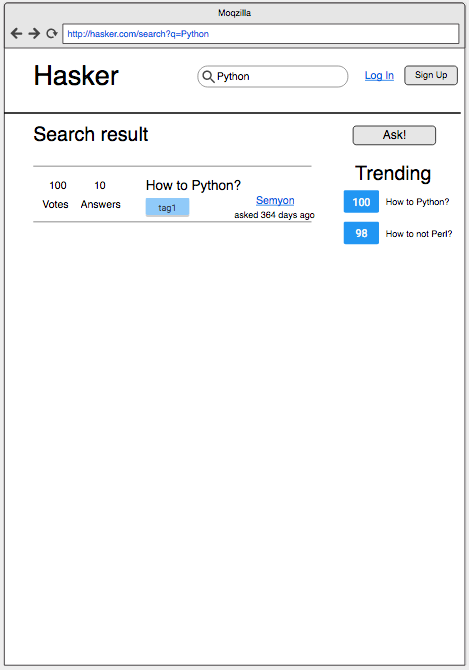 Moqzilla
http://hasker.com/search?q=Python
Hasker
Python
Log In
Sign Up
Search result
Ask!
100
Votes
10
Answers
How to Python?
tag1
Semyon
asked 364 days ago
Trending
100 How to Python?
98 How to not Perl?